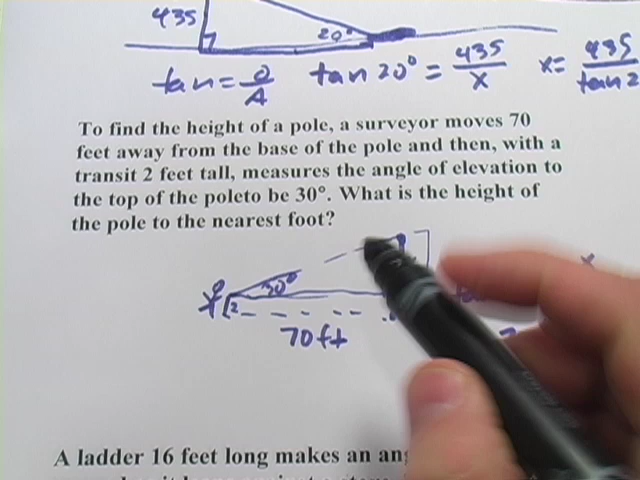 435
20°
tan = O/A tan 20° = 435/x x = 435/tan 2
To find the height of a pole, a surveyor moves 70
feet away from the base of the pole and then, with a
transit 2 feet tall, measures the angle of elevation to
the top of the poleto be 30°. What is the height of
the pole to the nearest foot?
30°
x
2
70ft
A ladder 16 feet long makes an ang